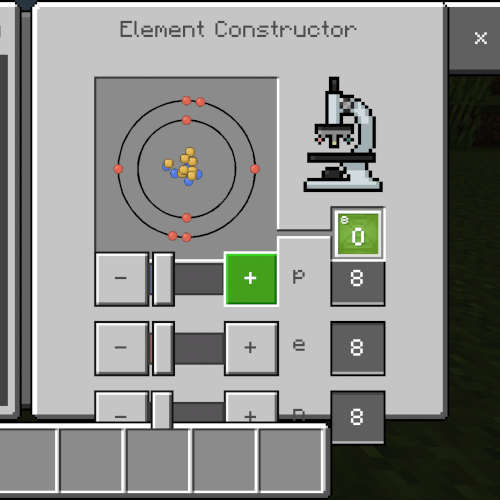 Element Constructor
x
8
O
− + p 8
− + e 8
− + n 8